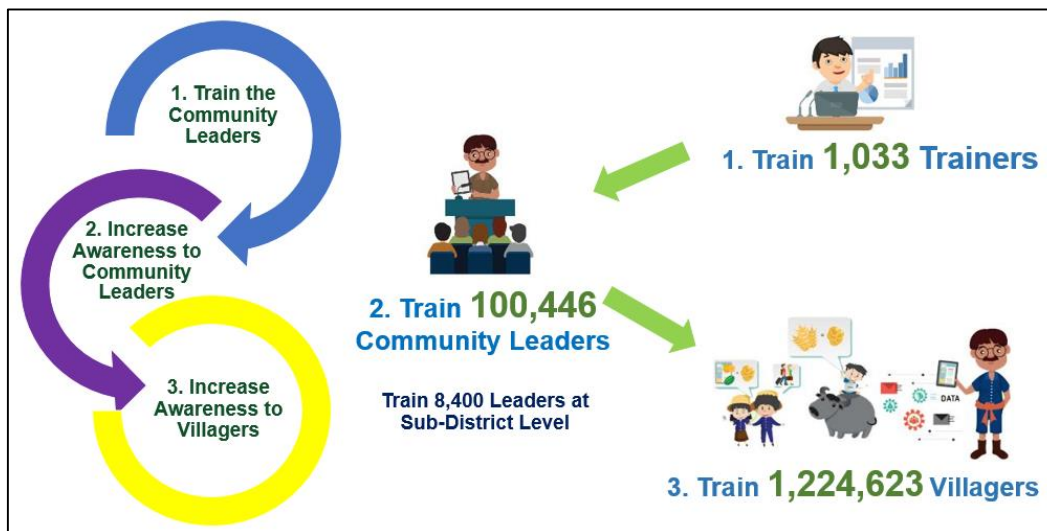 1. Train the
Community
Leaders
2. Increase
Awareness to
Community
Leaders
3. Increase
Awareness to
Villagers
1. Train 1,033 Trainers
2. Train 100,446
Community Leaders
Train 8,400 Leaders at
Sub-District Level
DATA
3. Train 1,224,623 Villagers